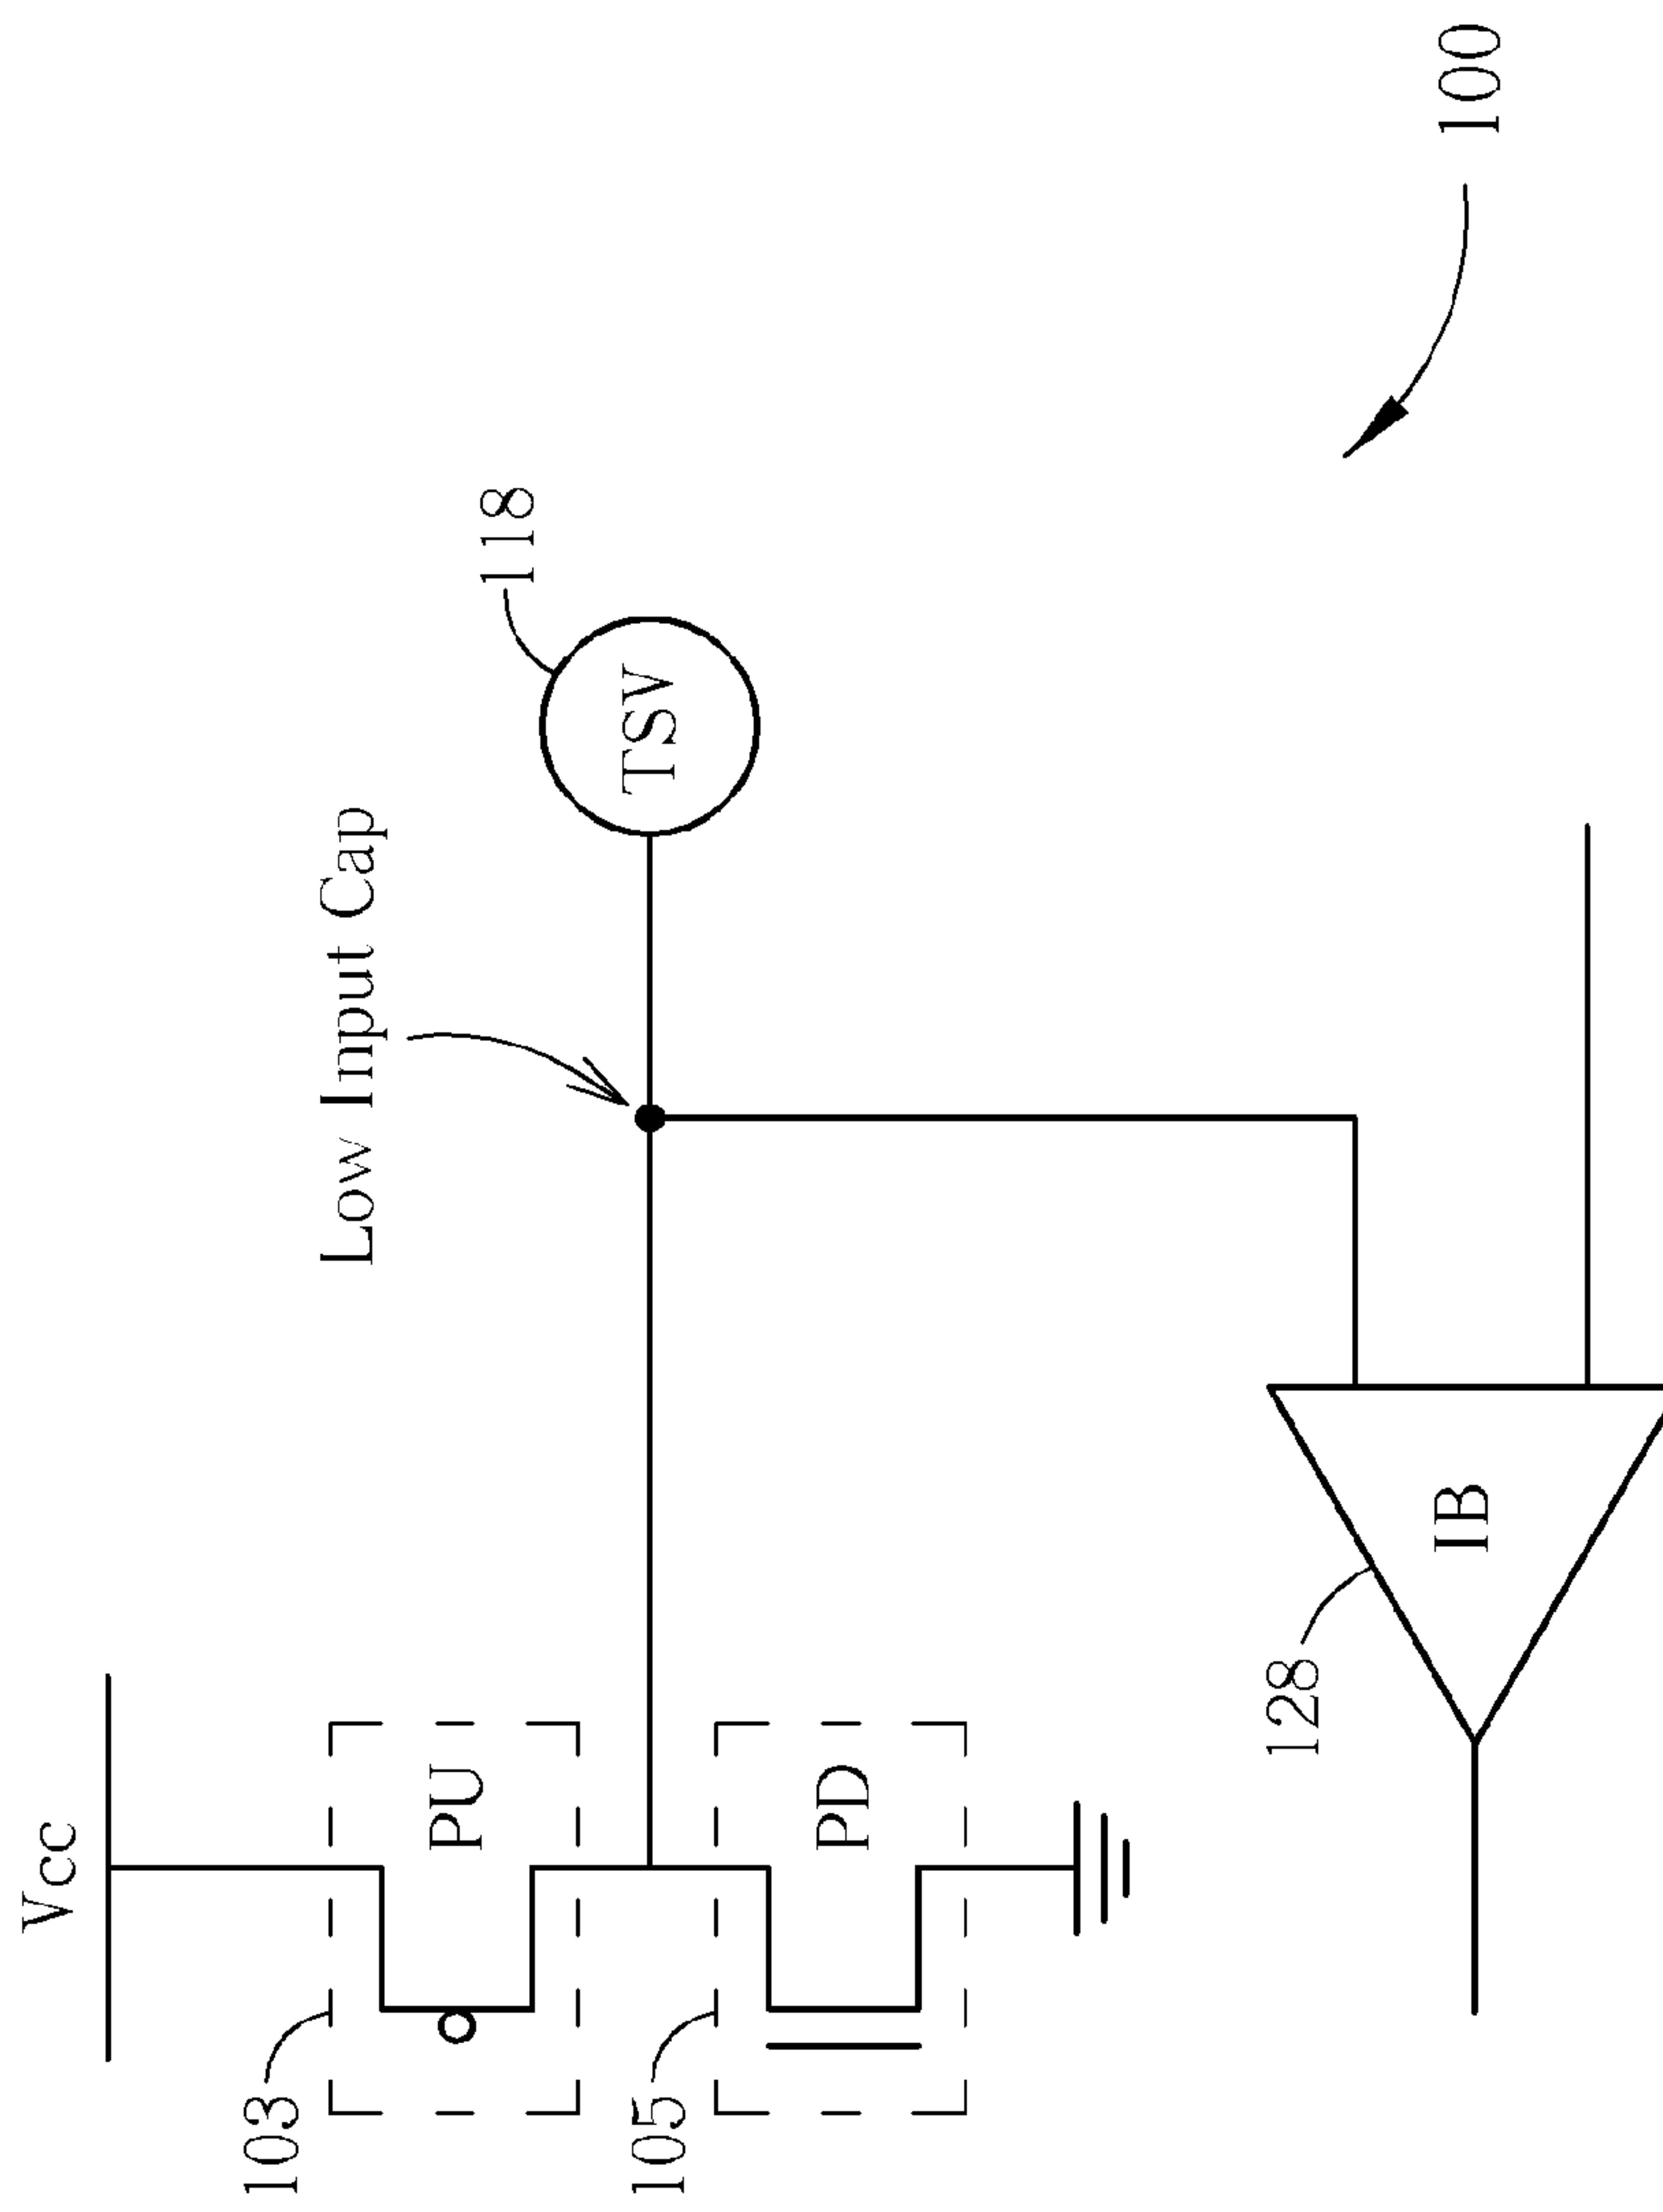 Vcc
103
PU
Low Input Cap
118
105
PD
TSV
128
IB
100